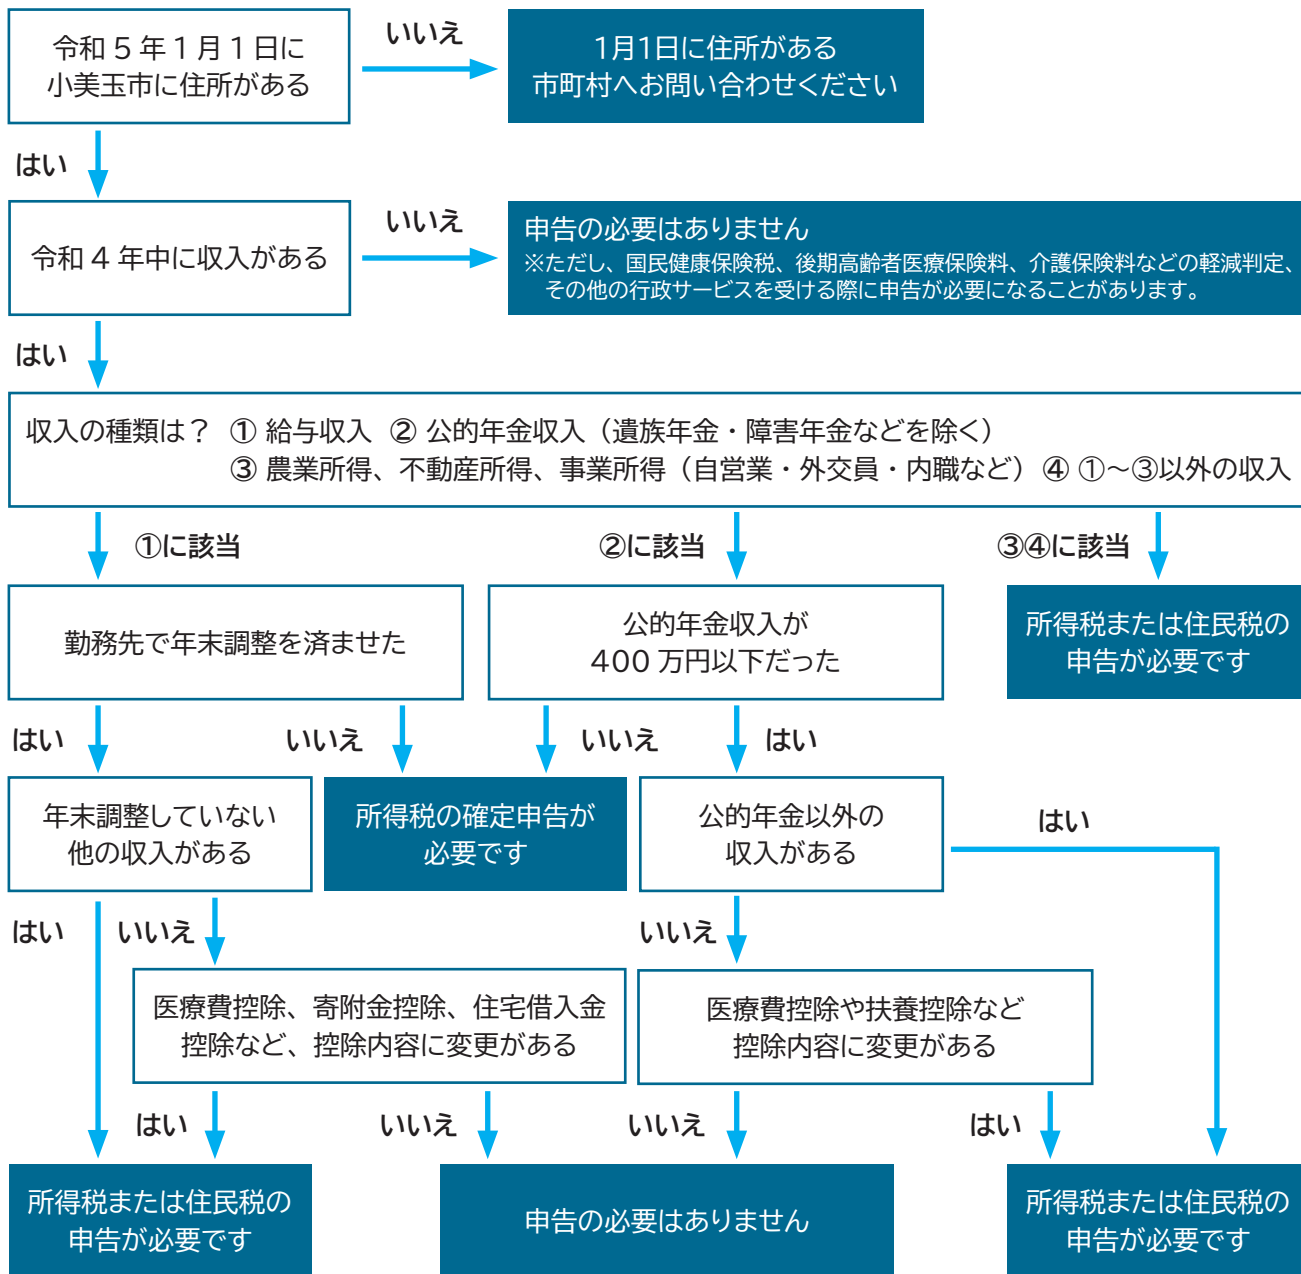 令和5年1月1日に
小美玉市に住所がある
いいえ
1月1日に住所がある
市町村へお問い合わせください
はい
令和4年中に収入がある
いいえ
申告の必要はありません
※ただし、国民健康保険税、後期高齢者医療保険料、介護保険料などの軽減判定、
その他の行政サービスを受ける際に申告が必要になることがあります。
はい
収入の種類は？ ① 給与収入 ② 公的年金収入（遺族年金・障害年金などを除く）
③ 農業所得、不動産所得、事業所得（自営業・外交員・内職など）④ ①～③以外の収入
①に該当
②に該当
③④に該当
勤務先で年末調整を済ませた
公的年金収入が
400万円以下だった
所得税または住民税の
申告が必要です
はい
いいえ
いいえ
はい
年末調整していない
他の収入がある
所得税の確定申告が
必要です
公的年金以外の
収入がある
はい
はい
いいえ
いいえ
医療費控除、寄附金控除、住宅借入金
控除など、控除内容に変更がある
医療費控除や扶養控除など
控除内容に変更がある
はい
いいえ
いいえ
はい
所得税または住民税の
申告が必要です
申告の必要はありません
所得税または住民税の
申告が必要です